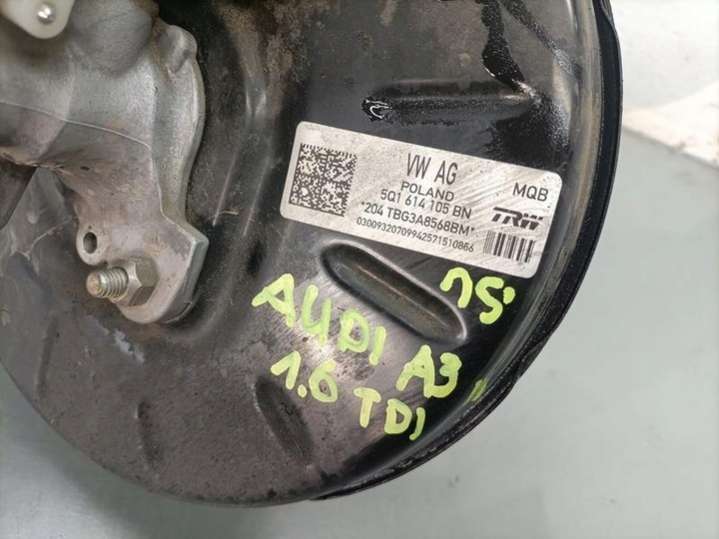 VW AG
POLAND
MQB
5Q1 614 105 BN
*204 TBG3A8568BM*
TRW
03009320709942571510866
15'
AUDI A3
1.6 TDI